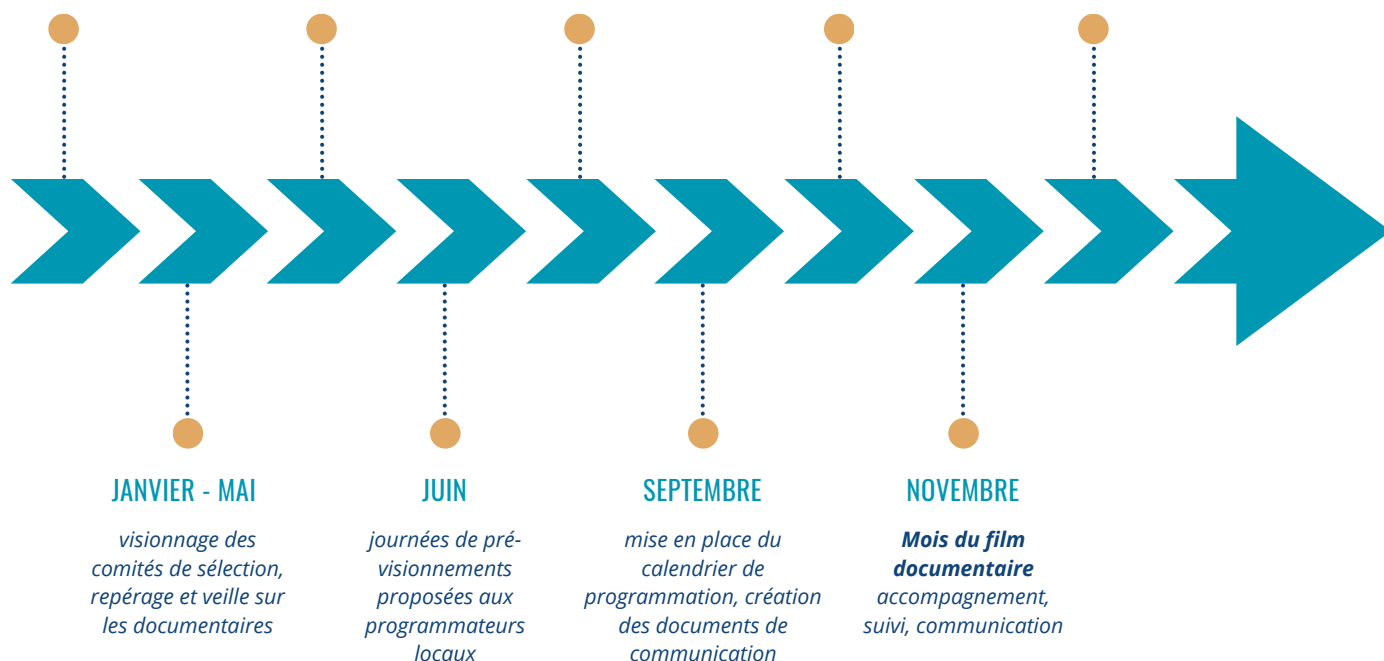 JANVIER - MAI
visionnage des
comités de sélection,
repérage et veille sur
les documentaires
JUIN
journées de pré-
visionnements
proposées aux
programmateurs
locaux
SEPTEMBRE
mise en place du
calendrier de
programmation, création
des documents de
communication
NOVEMBRE
Mois du film
documentaire
accompagnement,
suivi, communication